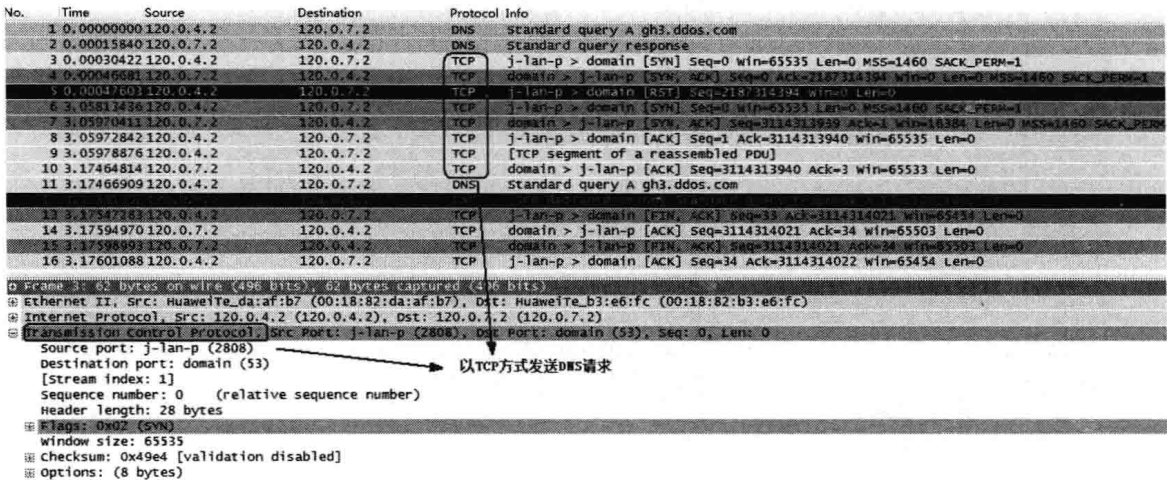 No. Time Source Destination Protocol Info
1 0.00000000 120.0.4.2 120.0.7.2 DNS Standard query A gh3.ddos.com
2 0.00015840 120.0.7.2 120.0.4.2 DNS Standard query response
3 0.00030422 120.0.4.2 120.0.7.2 TCP j-lan-p > domain [SYN] Seq=0 Win=65535 Len=0 MSS=1460 SACK_PERM=1
4 0.00046681 120.0.7.2 120.0.4.2 TCP domain > j-lan-p [SYN, ACK] Seq=0 Ack=2187314394 Win=0 Len=0 MSS=1460 SACK_PERM=1
5 0.00047603 120.0.4.2 120.0.7.2 TCP j-lan-p > domain [RST] Seq=2187314394 Win=0 Len=0
6 3.05813436 120.0.4.2 120.0.7.2 TCP j-lan-p > domain [SYN] Seq=0 Win=65535 Len=0 MSS=1460 SACK_PERM=1
7 3.05970411 120.0.7.2 120.0.4.2 TCP domain > j-lan-p [SYN, ACK] Seq=3114313939 Ack=1 Win=16384 Len=0 MSS=1460 SACK_PERM
8 3.05972842 120.0.4.2 120.0.7.2 TCP j-lan-p > domain [ACK] Seq=1 Ack=3114313940 Win=65535 Len=0
9 3.05978876 120.0.4.2 120.0.7.2 TCP [TCP segment of a reassembled PDU]
10 3.17464814 120.0.7.2 120.0.4.2 TCP domain > j-lan-p [ACK] Seq=3114313940 Ack=3 Win=65533 Len=0
11 3.17466909 120.0.4.2 120.0.7.2 DNS Standard query A gh3.ddos.com
13 3.17547283 120.0.4.2 120.0.7.2 TCP j-lan-p > domain [FIN, ACK] Seq=33 Ack=3114314021 Win=65454 Len=0
14 3.17594970 120.0.7.2 120.0.4.2 TCP domain > j-lan-p [ACK] Seq=3114314021 Ack=34 Win=65503 Len=0
15 3.17598993 120.0.7.2 120.0.4.2 TCP domain > j-lan-p [FIN, ACK] Seq=3114314021 Ack=34 Win=65503 Len=0
16 3.17601088 120.0.4.2 120.0.7.2 TCP j-lan-p > domain [ACK] Seq=34 Ack=3114314022 Win=65454 Len=0
Frame 3: 62 bytes on wire (496 bits), 62 bytes captured (496 bits)
Ethernet II, Src: HuaweiTe_da:af:b7 (00:18:82:da:af:b7), Dst: HuaweiTe_b3:e6:fc (00:18:82:b3:e6:fc)
Internet Protocol, Src: 120.0.4.2 (120.0.4.2), Dst: 120.0.7.2 (120.0.7.2)
Transmission Control Protocol, Src Port: j-lan-p (2808), Dst Port: domain (53), Seq: 0, Len: 0
Source port: j-lan-p (2808)
以TCP方式发送DNS请求
Destination port: domain (53)
[Stream index: 1]
Sequence number: 0 (relative sequence number)
Header length: 28 bytes
Flags: 0x02 (SYN)
Window size: 65535
Checksum: 0x49e4 [validation disabled]
Options: (8 bytes)